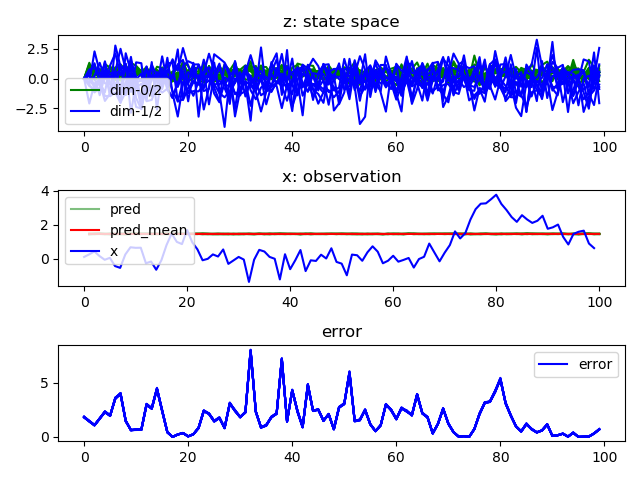 z: state space
2.5
0.0
−2.5
dim-0/2
dim-1/2
0 20 40 60 80 100
x: observation
4
2
0
pred
pred_mean
x
0 20 40 60 80 100
error
5
0
error
0 20 40 60 80 100